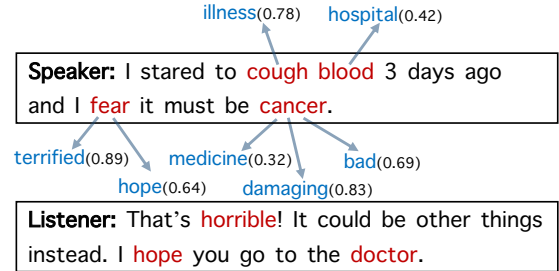 illness(0.78) hospital(0.42)
Speaker: I stared to cough blood 3 days ago
and I fear it must be cancer.
terrified(0.89) medicine(0.32) bad(0.69)
hope(0.64) damaging(0.83)
Listener: That's horrible! It could be other things
instead. I hope you go to the doctor.